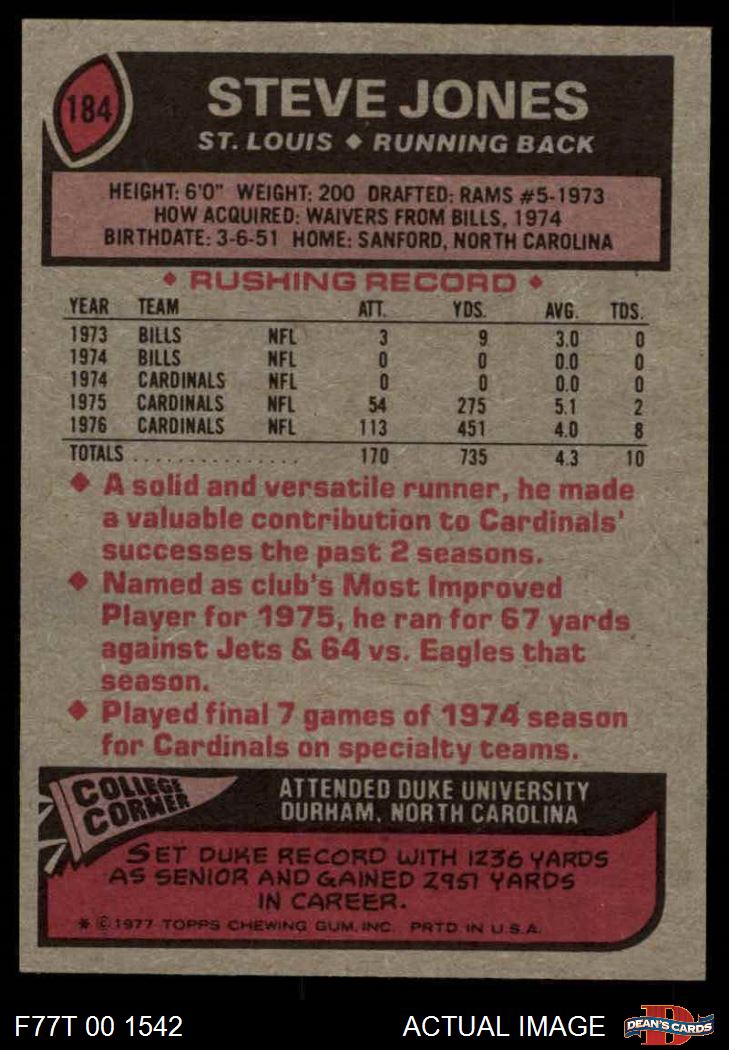 184
STEVE JONES
ST. LOUIS ♦ RUNNING BACK
HEIGHT: 6'0" WEIGHT: 200 DRAFTED: RAMS #5-1973
HOW ACQUIRED: WAIVERS FROM BILLS, 1974
BIRTHDATE: 3-6-51 HOME: SANFORD, NORTH CAROLINA
♦ RUSHING RECORD ♦
YEAR TEAM ATT. YDS. AVG. TDS.
1973 BILLS NFL 3 9 3.0 0
1974 BILLS NFL 0 0 0.0 0
1974 CARDINALS NFL 0 0 0.0 0
1975 CARDINALS NFL 54 275 5.1 2
1976 CARDINALS NFL 113 451 4.0 8
TOTALS . . . . . . . . . . . . . . . 170 735 4.3 10
♦ A solid and versatile runner, he made
a valuable contribution to Cardinals'
successes the past 2 seasons.
♦ Named as club's Most Improved
Player for 1975, he ran for 67 yards
against Jets & 64 vs. Eagles that
season.
♦ Played final 7 games of 1974 season
for Cardinals on specialty teams.
COLLEGE
CORNER
ATTENDED DUKE UNIVERSITY
DURHAM, NORTH CAROLINA
SET DUKE RECORD WITH 1236 YARDS
AS SENIOR AND GAINED 2951 YARDS
IN CAREER.
* © 1977 TOPPS CHEWING GUM, INC. PRTD IN U.S.A.
F77T 00 1542
ACTUAL IMAGE
D
DEAN'S CARDS